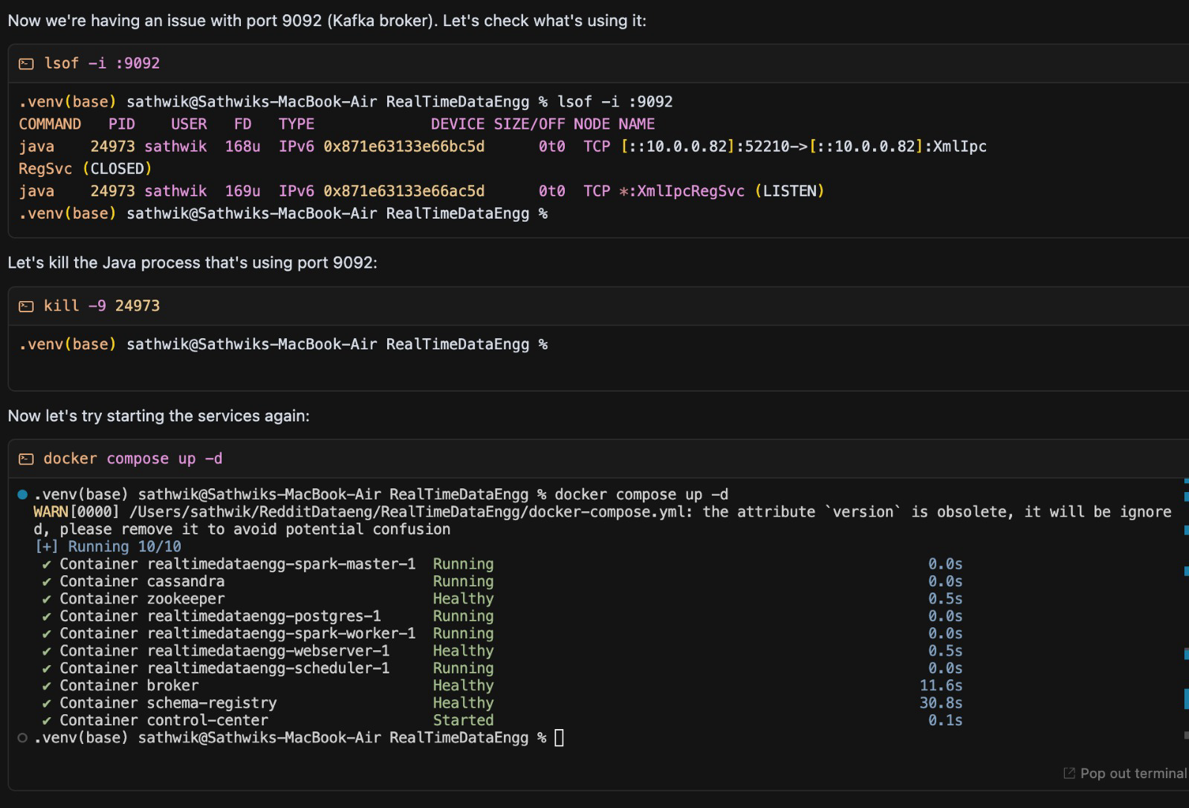 Now we're having an issue with port 9092 (Kafka broker). Let's check what's using it:
lsof -i :9092
.venv(base) sathwik@Sathwiks-MacBook-Air RealTimeDataEngg % lsof -i :9092
COMMAND PID USER FD TYPE DEVICE SIZE/OFF NODE NAME
java 24973 sathwik 168u IPv6 0x871e63133e66bc5d 0t0 TCP [::10.0.0.82]:52210->[::10.0.0.82]:XmlIpc
RegSvc (CLOSED)
java 24973 sathwik 169u IPv6 0x871e63133e66ac5d 0t0 TCP *:XmlIpcRegSvc (LISTEN)
.venv(base) sathwik@Sathwiks-MacBook-Air RealTimeDataEngg %
Let's kill the Java process that's using port 9092:
kill -9 24973
.venv(base) sathwik@Sathwiks-MacBook-Air RealTimeDataEngg %
Now let's try starting the services again:
docker compose up -d
.venv(base) sathwik@Sathwiks-MacBook-Air RealTimeDataEngg % docker compose up -d
WARN[0000] /Users/sathwik/RedditDataeng/RealTimeDataEngg/docker-compose.yml: the attribute `version` is obsolete, it will be ignore
d, please remove it to avoid potential confusion
[+] Running 10/10
✔ Container realtimedataengg-spark-master-1 Running 0.0s
✔ Container cassandra Running 0.0s
✔ Container zookeeper Healthy 0.5s
✔ Container realtimedataengg-postgres-1 Running 0.0s
✔ Container realtimedataengg-spark-worker-1 Running 0.0s
✔ Container realtimedataengg-webserver-1 Healthy 0.5s
✔ Container realtimedataengg-scheduler-1 Running 0.0s
✔ Container broker Healthy 11.6s
✔ Container schema-registry Healthy 30.8s
✔ Container control-center Started 0.1s
.venv(base) sathwik@Sathwiks-MacBook-Air RealTimeDataEngg %
Pop out terminal